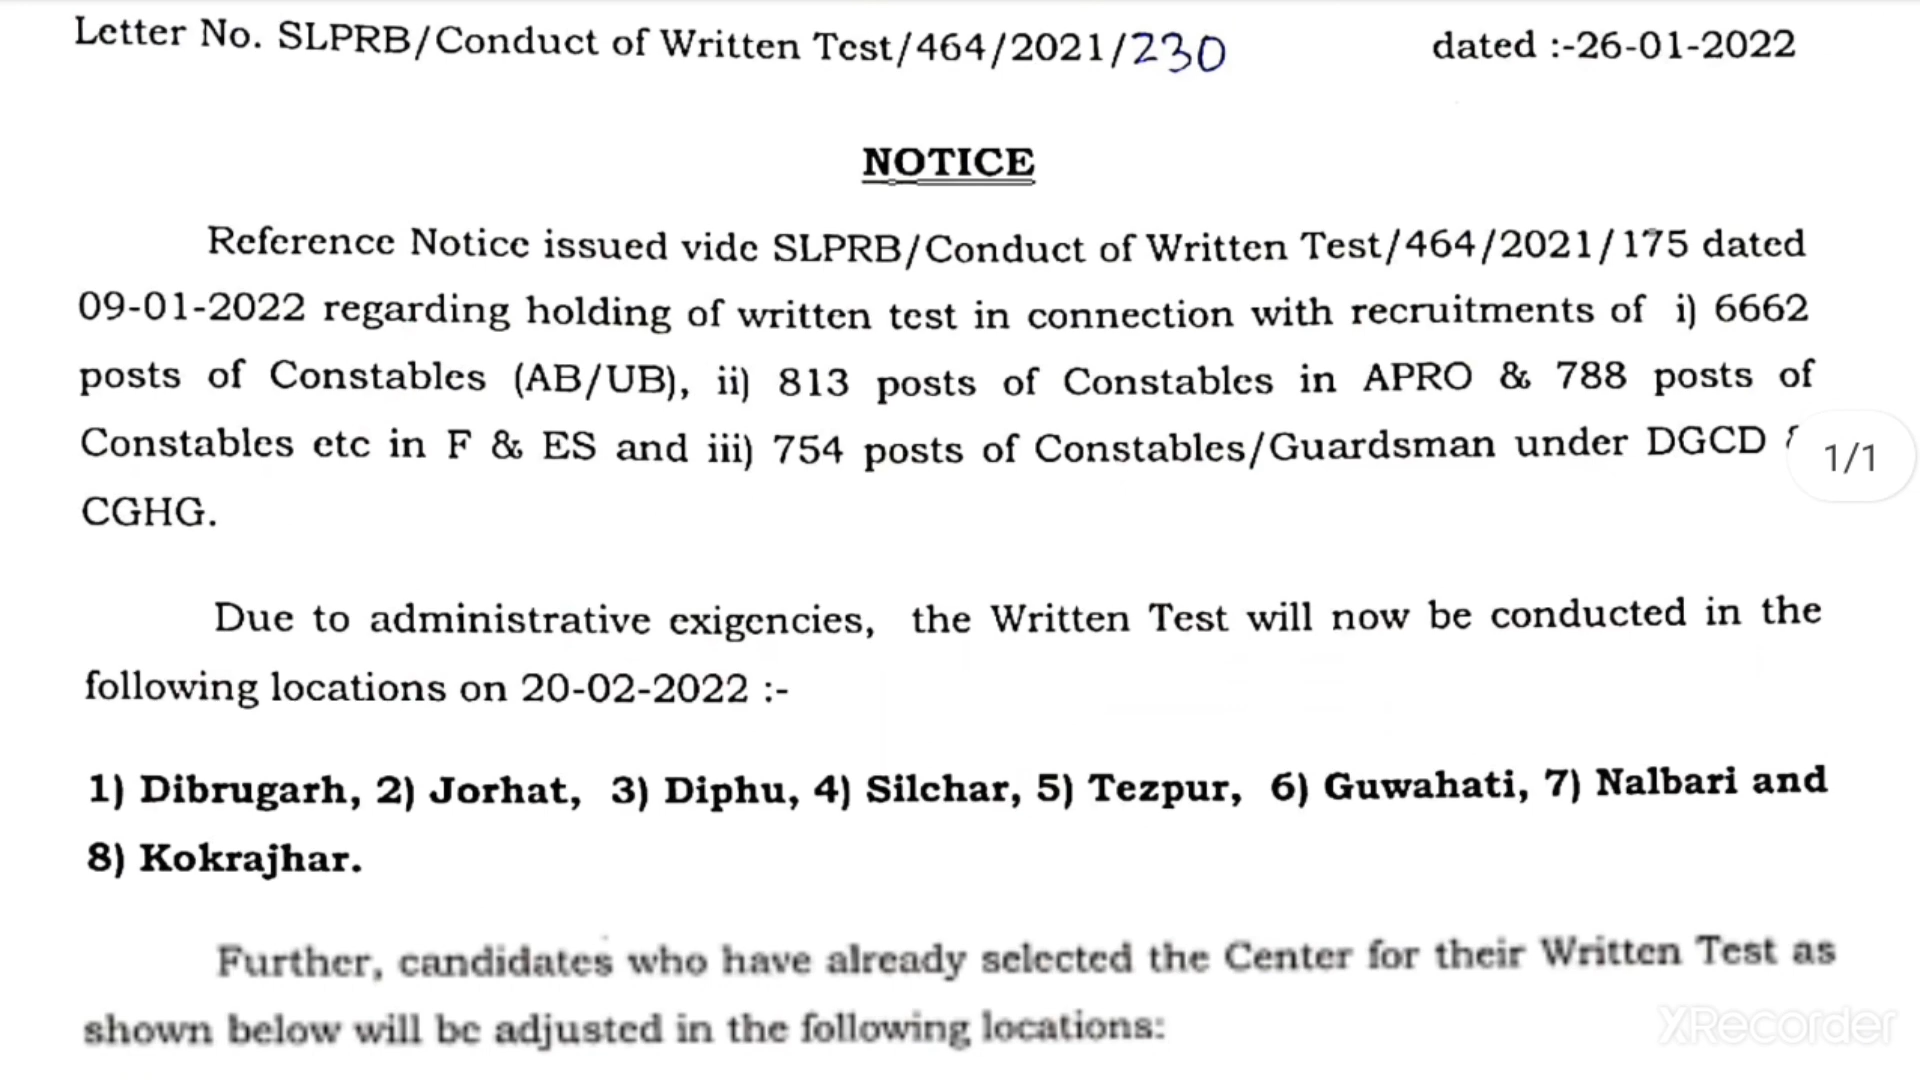 Letter No. SLPRB/Conduct of Written Test/464/2021/230 dated :-26-01-2022
NOTICE
Reference Notice issued vide SLPRB/Conduct of Written Test/464/2021/175 dated
09-01-2022 regarding holding of written test in connection with recruitments of i) 6662
posts of Constables (AB/UB), ii) 813 posts of Constables in APRO & 788 posts of
Constables etc in F & ES and iii) 754 posts of Constables/Guardsman under DGCD
1/1
CGHG.
Due to administrative exigencies, the Written Test will now be conducted in the
following locations on 20-02-2022 :-
1) Dibrugarh, 2) Jorhat, 3) Diphu, 4) Silchar, 5) Tezpur, 6) Guwahati, 7) Nalbari and
8) Kokrajhar.
Further, candidates who have already selected the Center for their Written Test as
shown below will be adjusted in the following locations:
XRecorder